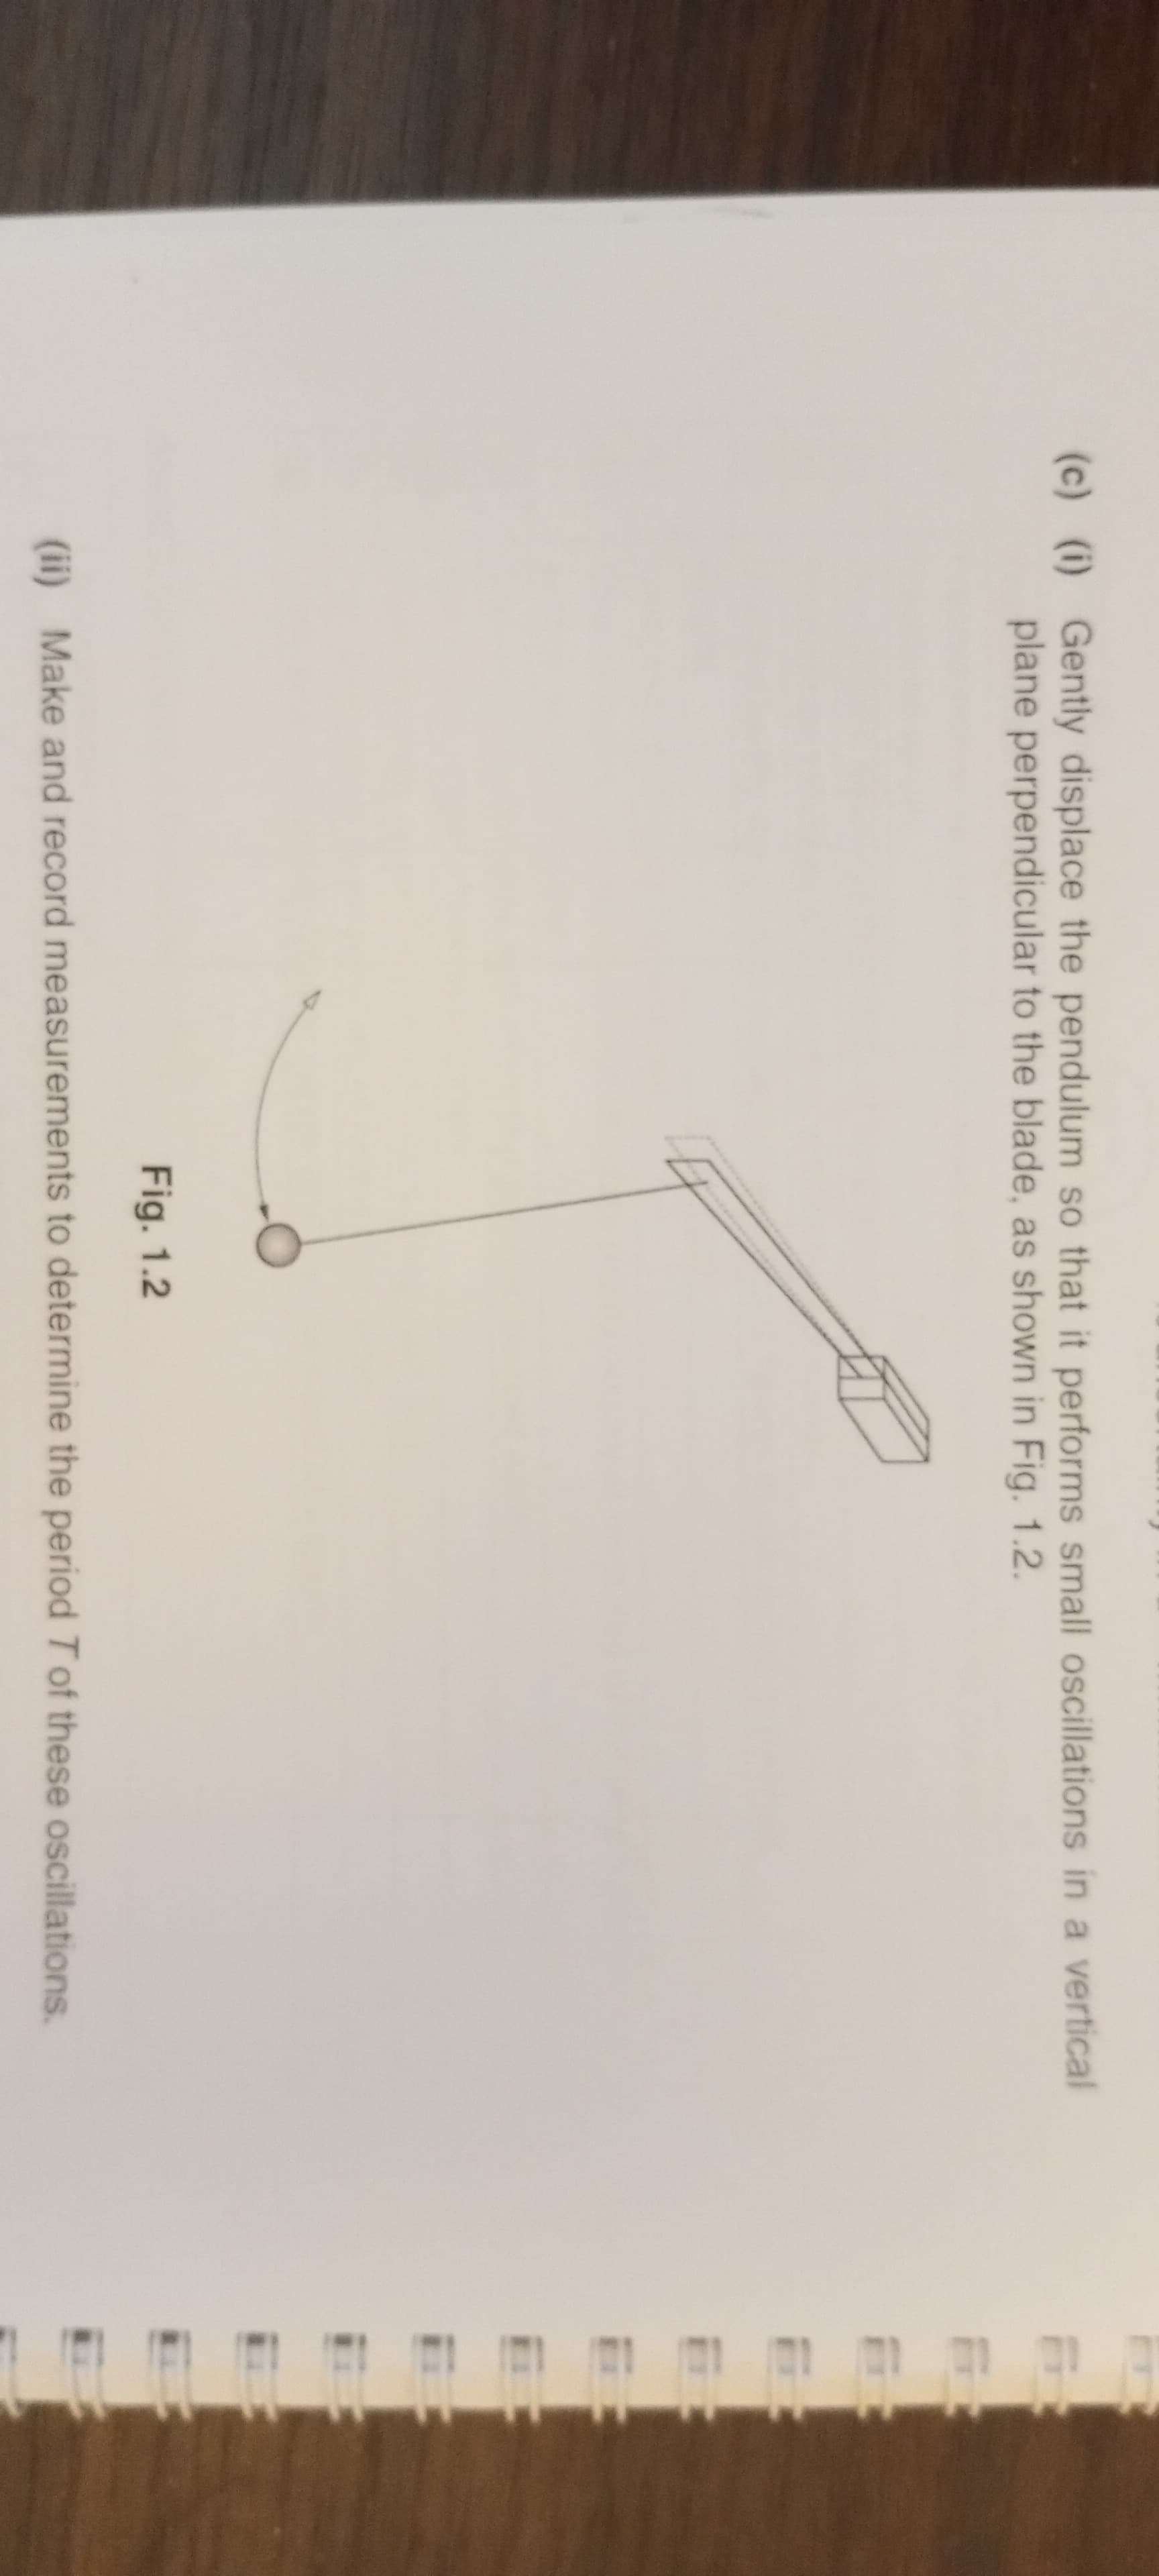 (c) (i) Gently displace the pendulum so that it performs small oscillations in a vertical
plane perpendicular to the blade, as shown in Fig. 1.2.
Fig. 1.2
(ii) Make and record measurements to determine the period T of these oscillations.